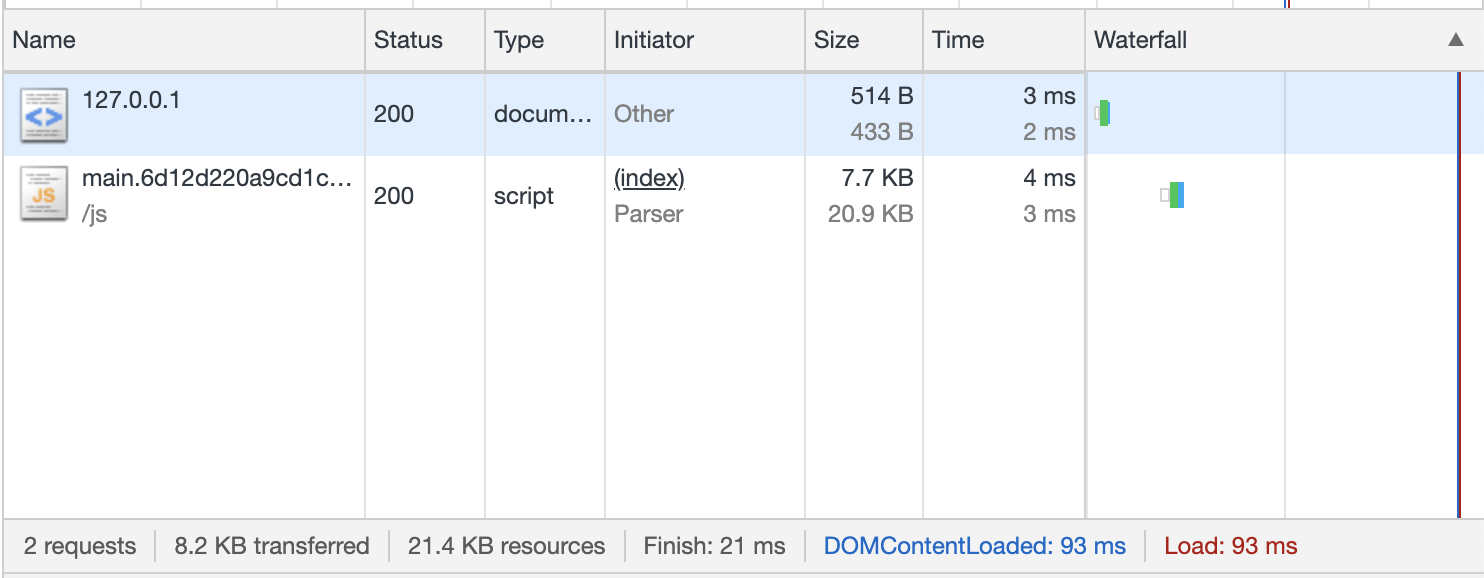 Name Status Type Initiator Size Time Waterfall ▲
<> 127.0.0.1 200 docum… Other 514 B 3 ms
433 B 2 ms
JS main.6d12d220a9cd1c… 200 script (index) 7.7 KB 4 ms
/js Parser 20.9 KB 3 ms
2 requests 8.2 KB transferred 21.4 KB resources Finish: 21 ms DOMContentLoaded: 93 ms Load: 93 ms